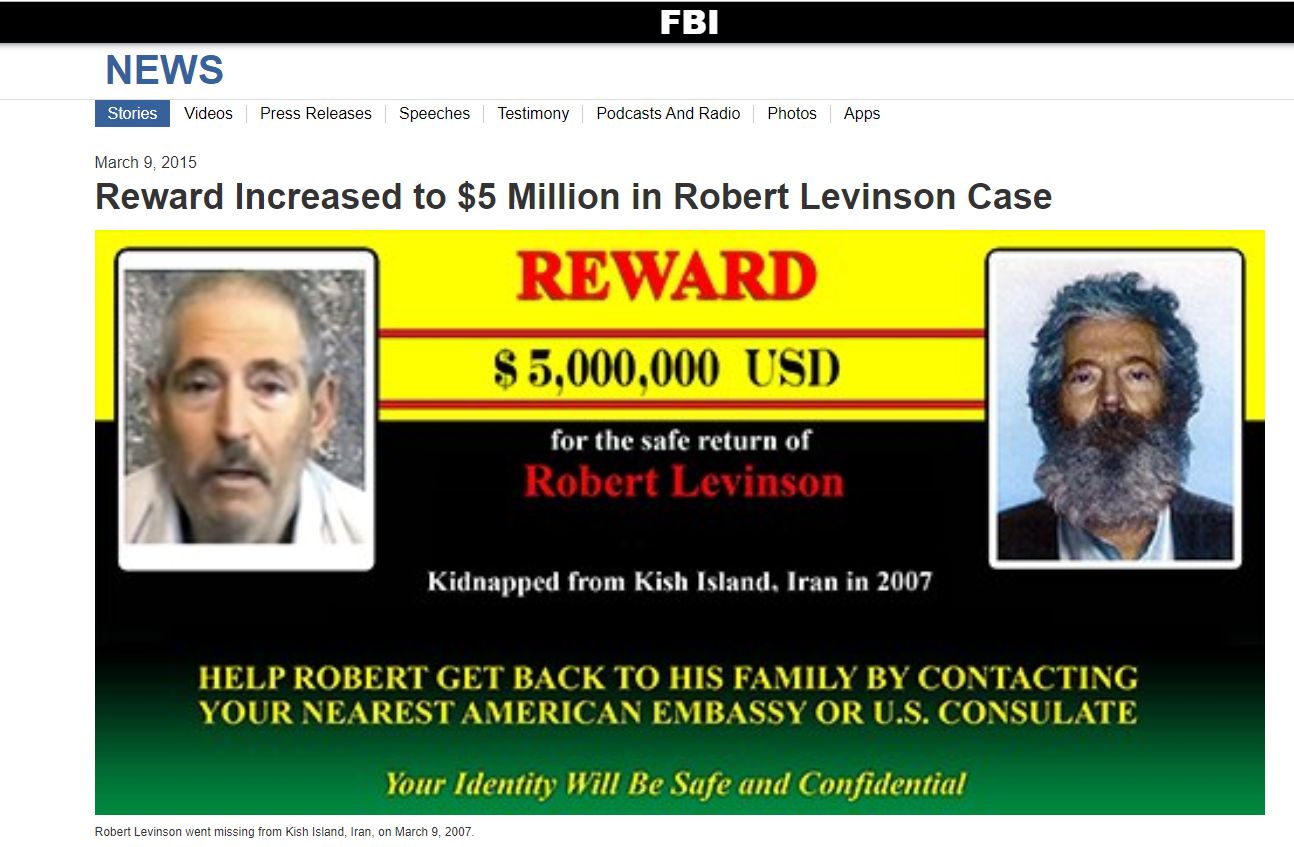 FBI
NEWS
Stories Videos Press Releases Speeches Testimony Podcasts And Radio Photos Apps
March 9, 2015
Reward Increased to $5 Million in Robert Levinson Case
REWARD
$ 5,000,000 USD
for the safe return of
Robert Levinson
Kidnapped from Kish Island, Iran in 2007
HELP ROBERT GET BACK TO HIS FAMILY BY CONTACTING
YOUR NEAREST AMERICAN EMBASSY OR U.S. CONSULATE
Your Identity Will Be Safe and Confidential
Robert Levinson went missing from Kish Island, Iran, on March 9, 2007.